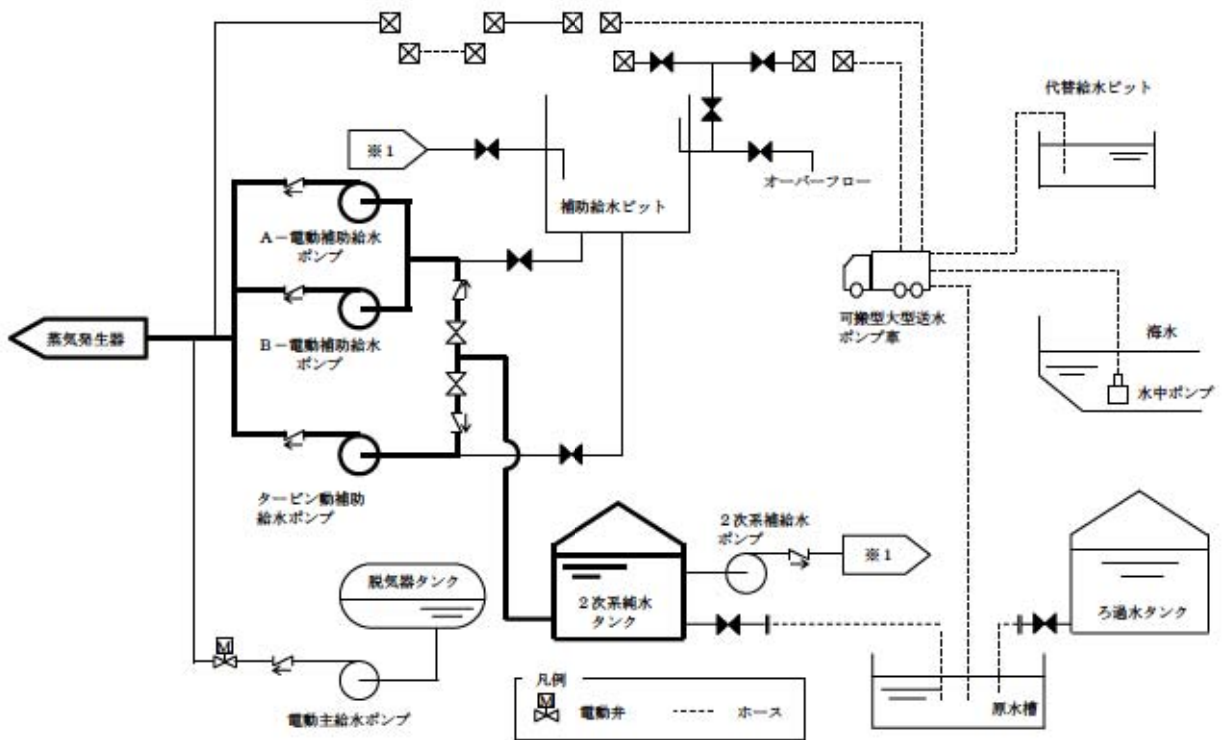 代替給水ピット
※1
オーバーフロー
補助給水ピット
A－電動補助給水
ポンプ
蒸気発生器
B－電動補助給水
ポンプ
可搬型大型送水
ポンプ車
海水
水中ポンプ
タービン動補助
給水ポンプ
2次系補給水
ポンプ
※1
脱気器タンク
2次系純水
タンク
ろ過水タンク
M
電動主給水ポンプ
凡例
M
電動弁
ホース
原水槽